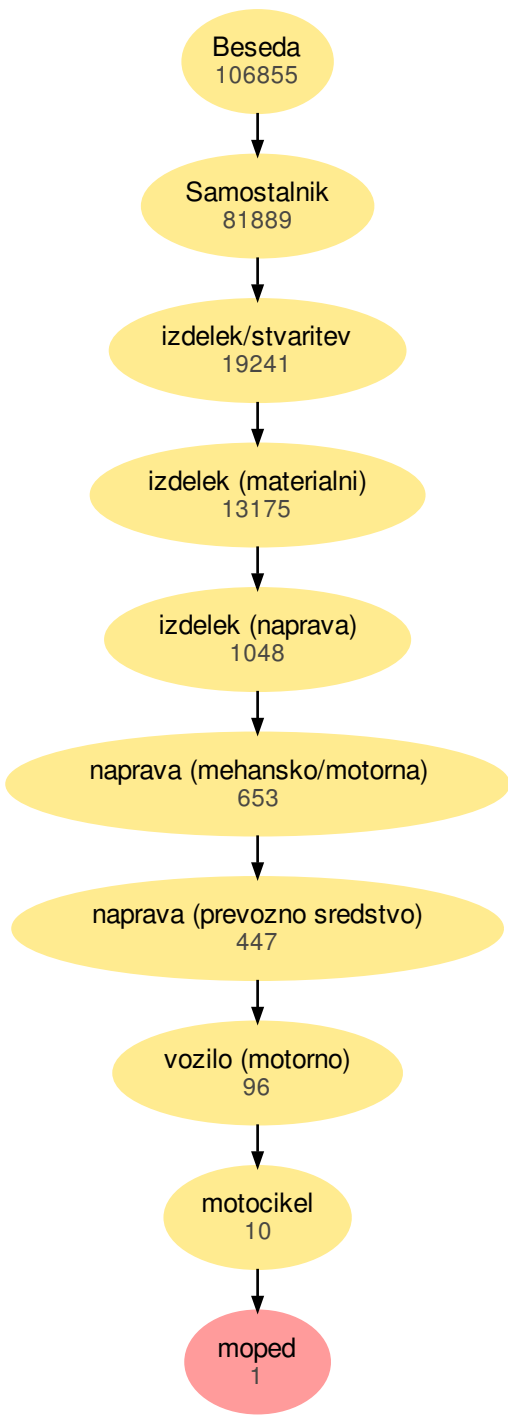 Beseda
106855
Samostalnik
81889
izdelek/stvaritev
19241
izdelek (materialni)
13175
izdelek (naprava)
1048
naprava (mehansko/motorna)
653
naprava (prevozno sredstvo)
447
vozilo (motorno)
96
motocikel
10
moped
1